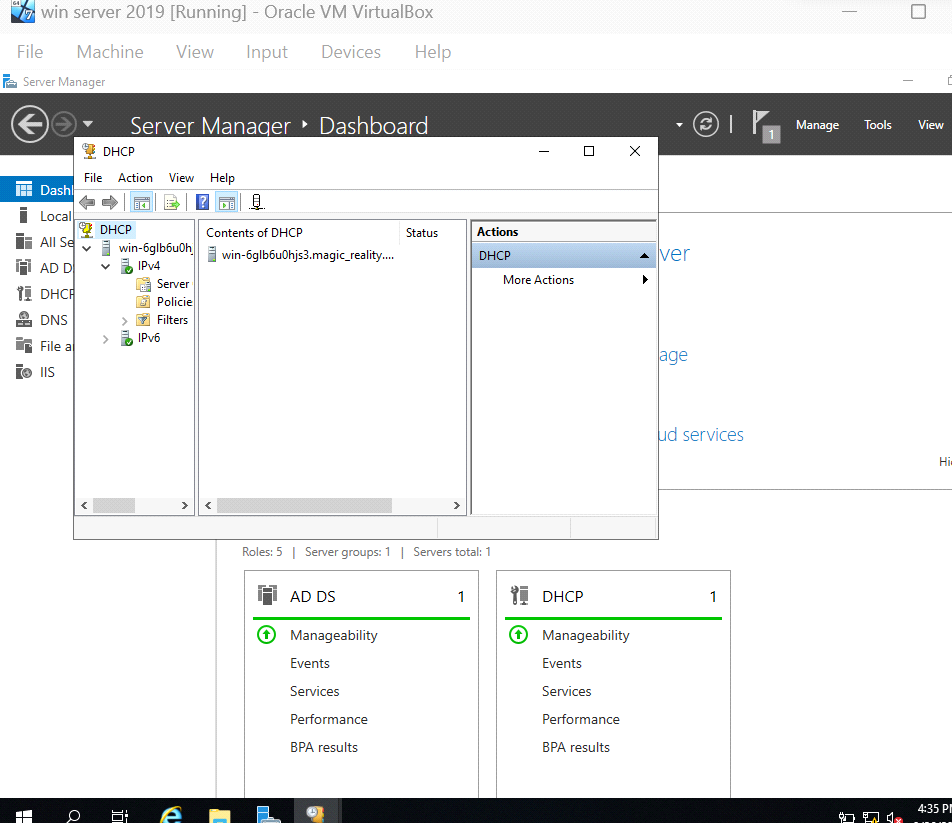 win server 2019 [Running] - Oracle VM VirtualBox
File Machine View Input Devices Help
Server Manager
Server Manager Dashboard
1
Manage Tools View
DHCP
File Action View Help
Dashl
Local
All Se
AD D
DHCP
DNS
File a
IIS
DHCP
win-6glb6u0hj
IPv4
Server
Policie
Filters
IPv6
Contents of DHCP Status
win-6glb6u0hjs3.magic_reality....
Actions
DHCP
More Actions
ver
age
ud services
Hi
Roles: 5 | Server groups: 1 | Servers total: 1
AD DS 1
Manageability
Events
Services
Performance
BPA results
DHCP 1
Manageability
Events
Services
Performance
BPA results
4:35 P